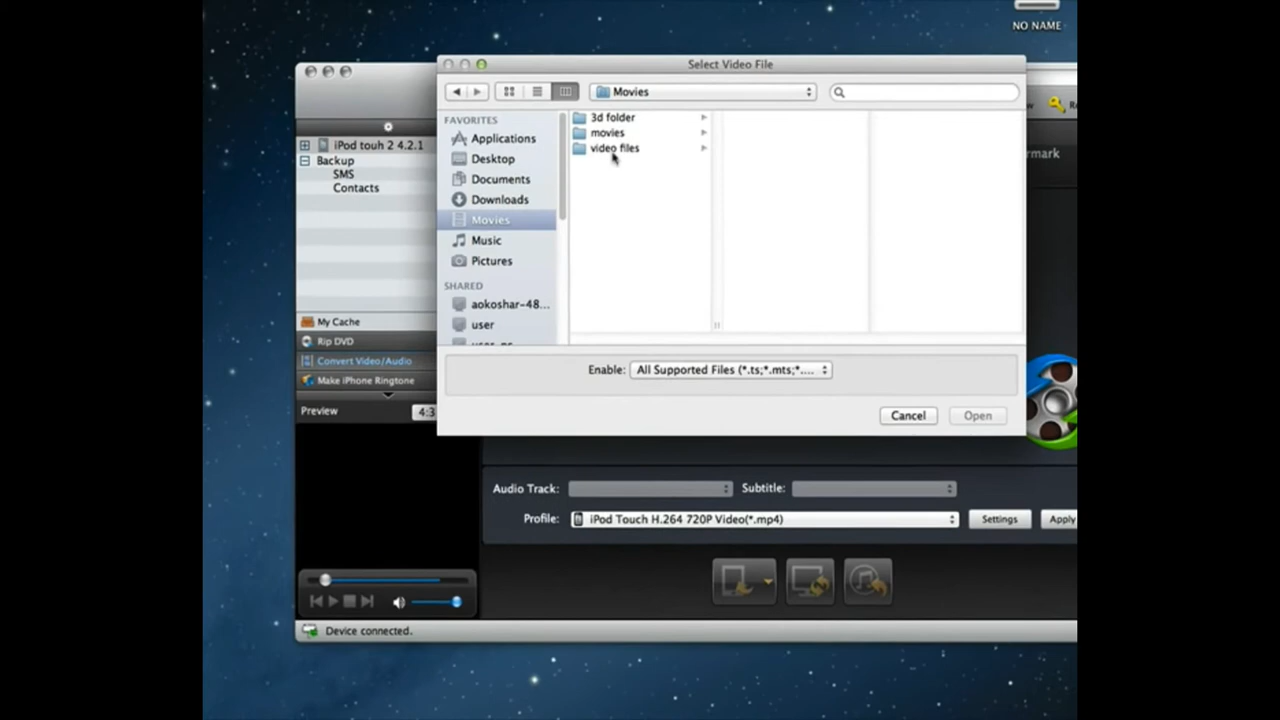 NO NAME
Select Video File
Movies
FAVORITES
Applications
Desktop
Documents
Downloads
Movies
Music
Pictures
SHARED
aokoshar-48...
user
3d folder
movies
video files
Enable: All Supported Files (*.ts;*.mts;*....
Cancel Open
iPod touh 2 4.2.1
Backup
SMS
Contacts
My Cache
Rip DVD
Convert Video/Audio
Make iPhone Ringtone
Preview 4:3
rmark
Audio Track: Subtitle:
Profile: iPod Touch H.264 720P Video(*.mp4)
Settings Apply
Device connected.